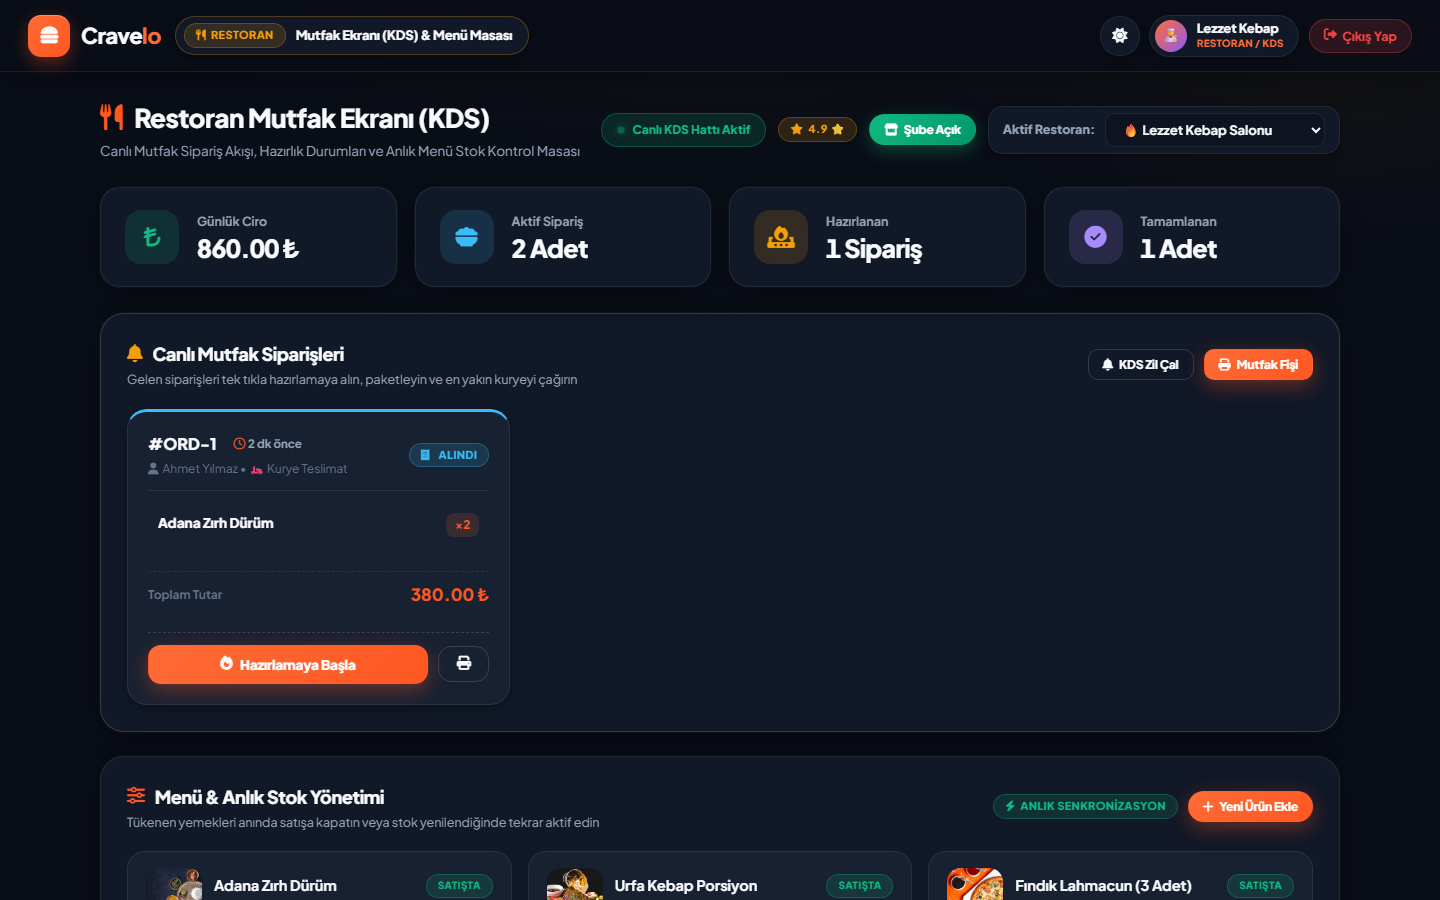 Cravelo
RESTORAN Mutfak Ekranı (KDS) & Menü Masası
Lezzet Kebap
RESTORAN / KDS
Çıkış Yap
Restoran Mutfak Ekranı (KDS)
Canlı Mutfak Sipariş Akışı, Hazırlık Durumları ve Anlık Menü Stok Kontrol Masası
Canlı KDS Hattı Aktif
4.9
Şube Açık
Aktif Restoran:
Lezzet Kebap Salonu
Günlük Ciro
860.00 ₺
Aktif Sipariş
2 Adet
Hazırlanan
1 Sipariş
Tamamlanan
1 Adet
Canlı Mutfak Siparişleri
Gelen siparişleri tek tıkla hazırlamaya alın, paketleyin ve en yakın kuryeyi çağırın
KDS Zil Çal
Mutfak Fişi
#ORD-1 2 dk önce
Ahmet Yılmaz • Kurye Teslimat
ALINDI
Adana Zırh Dürüm
×2
Toplam Tutar
380.00 ₺
Hazırlamaya Başla
Menü & Anlık Stok Yönetimi
Tükenen yemekleri anında satışa kapatın veya stok yenilendiğinde tekrar aktif edin
ANLIK SENKRONİZASYON
Yeni Ürün Ekle
Adana Zırh Dürüm
SATIŞTA
Urfa Kebap Porsiyon
SATIŞTA
Fındık Lahmacun (3 Adet)
SATIŞTA